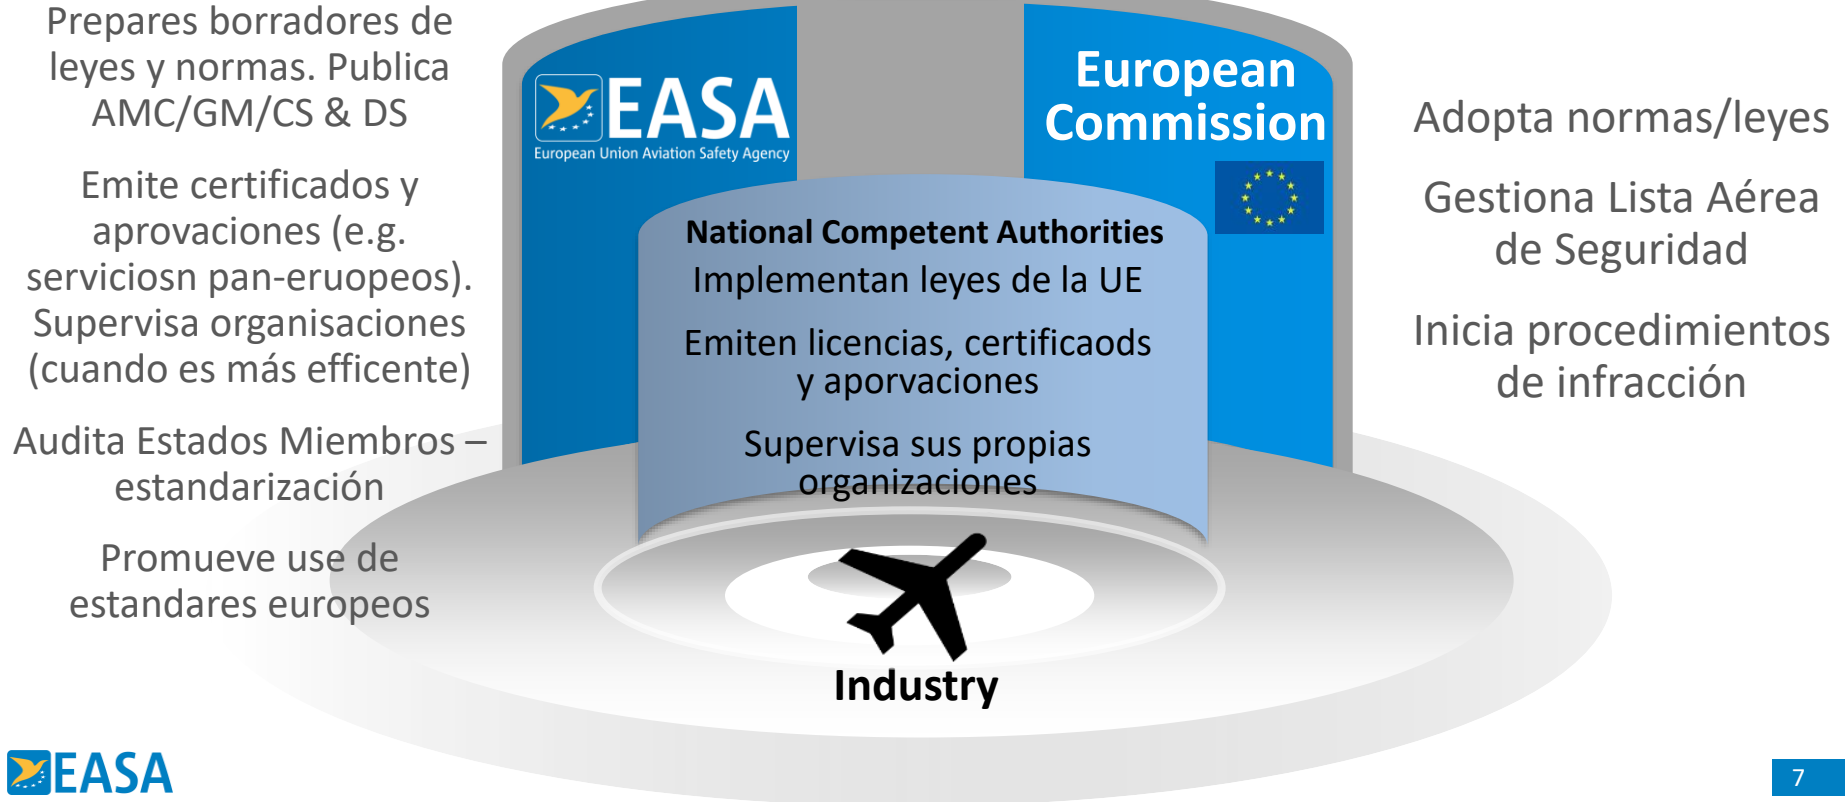 Prepares borradores de
leyes y normas. Publica
AMC/GM/CS & DS
Emite certificados y
aprovaciones (e.g.
serviciosn pan-eruopeos).
Supervisa organisaciones
(cuando es más efficente)
Audita Estados Miembros –
estandarización
Promueve use de
estandares europeos
EASA
European Union Aviation Safety Agency
European
Commission
National Competent Authorities
Implementan leyes de la UE
Emiten licencias, certificaods
y aporvaciones
Supervisa sus propias
organizaciones
Industry
Adopta normas/leyes
Gestiona Lista Aérea
de Seguridad
Inicia procedimientos
de infracción
EASA
7